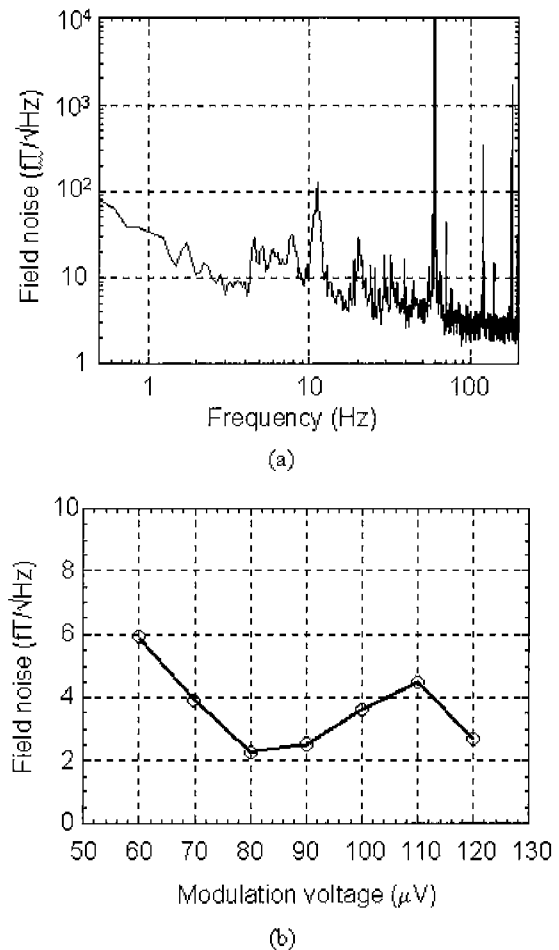 10⁴
10³
10²
10
1
Field noise (fT/√Hz)
1 10 100
Frequency (Hz)
(a)
10
8
6
4
2
0
Field noise (fT/√Hz)
50 60 70 80 90 100 110 120 130
Modulation voltage (μV)
(b)